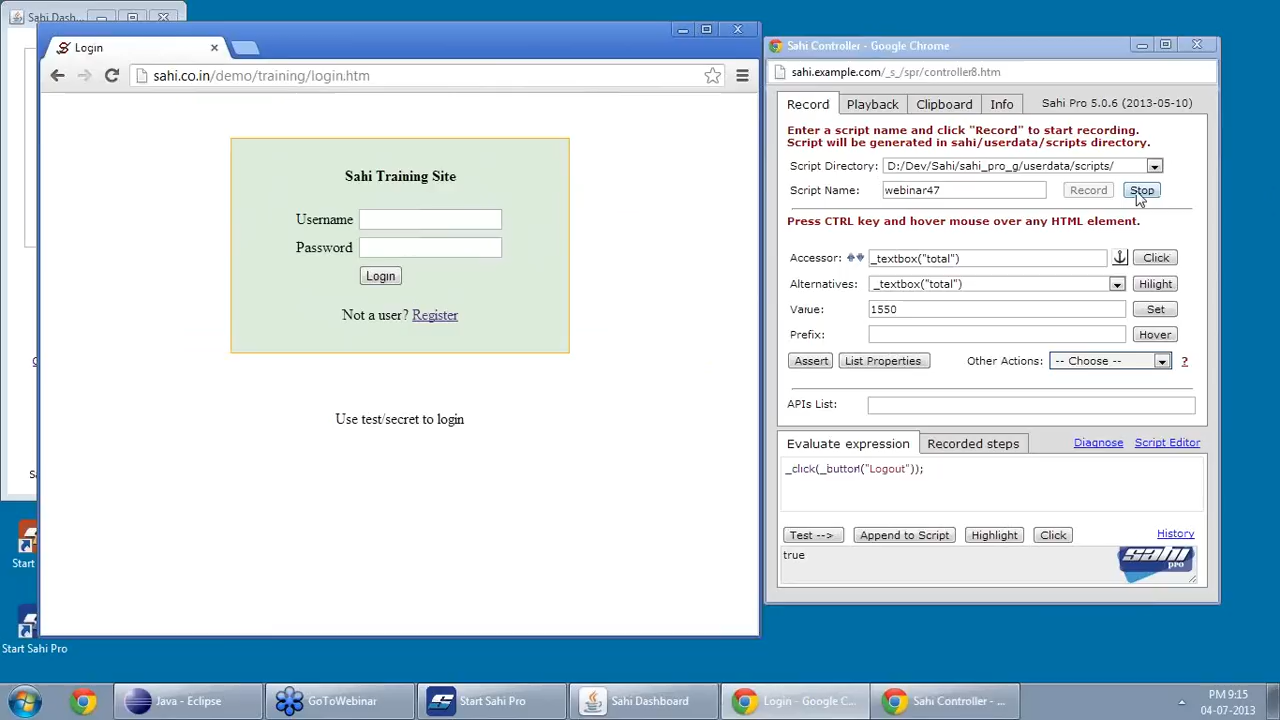 Sahi Dash...
Login
sahi.co.in/demo/training/login.htm
Sahi Training Site
Username
Password
Login
Not a user? Register
Use test/secret to login
Sahi Controller - Google Chrome
sahi.example.com/_s_/spr/controller8.htm
Record Playback Clipboard Info Sahi Pro 5.0.6 (2013-05-10)
Enter a script name and click "Record" to start recording.
Script will be generated in sahi/userdata/scripts directory.
Script Directory: D:/Dev/Sahi/sahi_pro_g/userdata/scripts/
Script Name: webinar47 Record Stop
Press CTRL key and hover mouse over any HTML element.
Accessor: _textbox("total") Click
Alternatives: _textbox("total") Hilight
Value: 1550 Set
Prefix: Hover
Assert List Properties Other Actions: -- Choose -- ?
APIs List:
Evaluate expression Recorded steps Diagnose Script Editor
_click(_button("Logout"));
Test --> Append to Script Highlight Click History
true
sahi
pro
Start
Start Sahi Pro
Java - Eclipse GoToWebinar Start Sahi Pro Sahi Dashboard Login - Google C... Sahi Controller - ...
PM 9:15
04-07-2013